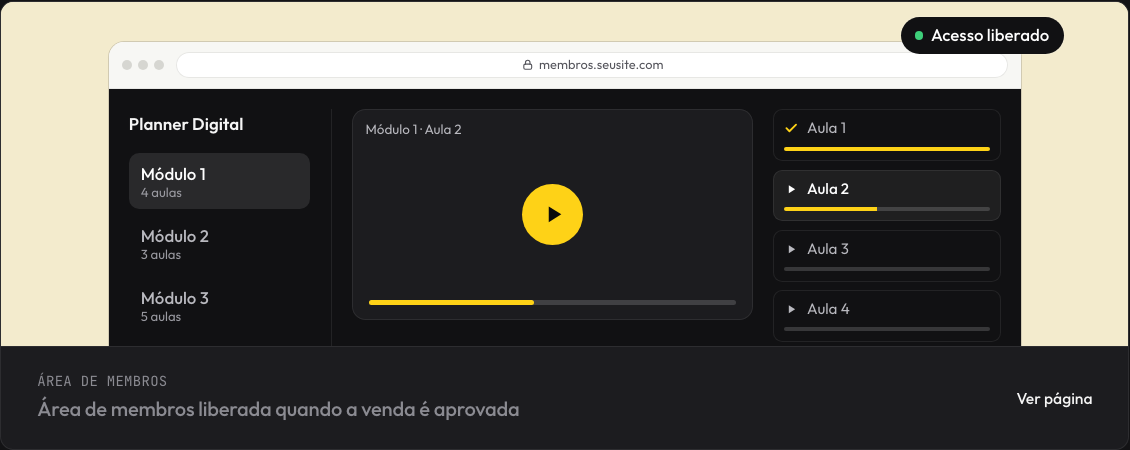 Acesso liberado
membros.seusite.com
Planner Digital
Módulo 1
4 aulas
Módulo 2
3 aulas
Módulo 3
5 aulas
Módulo 1 · Aula 2
Aula 1
Aula 2
Aula 3
Aula 4
ÁREA DE MEMBROS
Área de membros liberada quando a venda é aprovada
Ver página